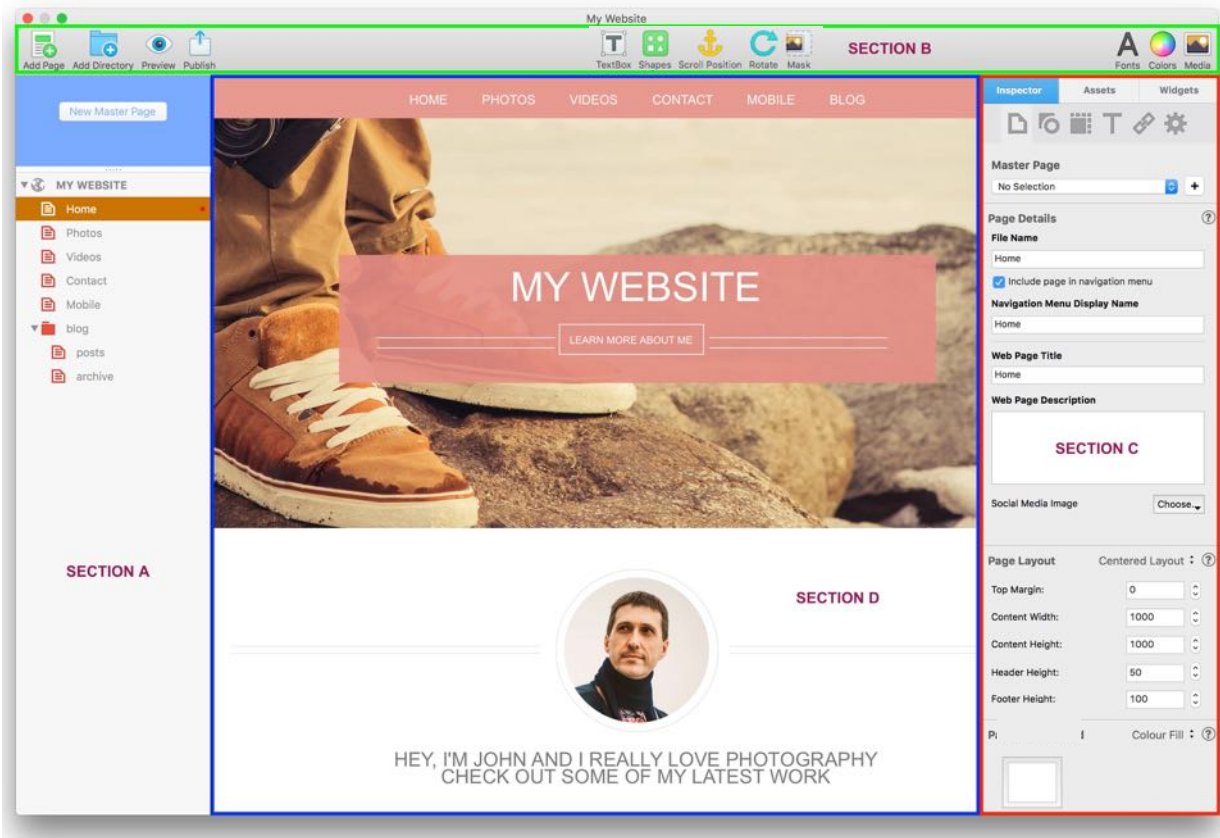 My Website
Add Page Add Directory Preview Publish
TextBox Shapes Scroll Position Rotate Mask
SECTION B
Fonts Colors Media
New Master Page
MY WEBSITE
Home
Photos
Videos
Contact
Mobile
blog
posts
archive
SECTION A
HOME PHOTOS VIDEOS CONTACT MOBILE BLOG
MY WEBSITE
LEARN MORE ABOUT ME
SECTION D
HEY, I'M JOHN AND I REALLY LOVE PHOTOGRAPHY
CHECK OUT SOME OF MY LATEST WORK
Inspector Assets Widgets
Master Page
No Selection
Page Details
File Name
Home
Include page in navigation menu
Navigation Menu Display Name
Home
Web Page Title
Home
Web Page Description
SECTION C
Social Media Image Choose..
Page Layout Centered Layout
Top Margin: 0
Content Width: 1000
Content Height: 1000
Header Height: 50
Footer Height: 100
Colour Fill